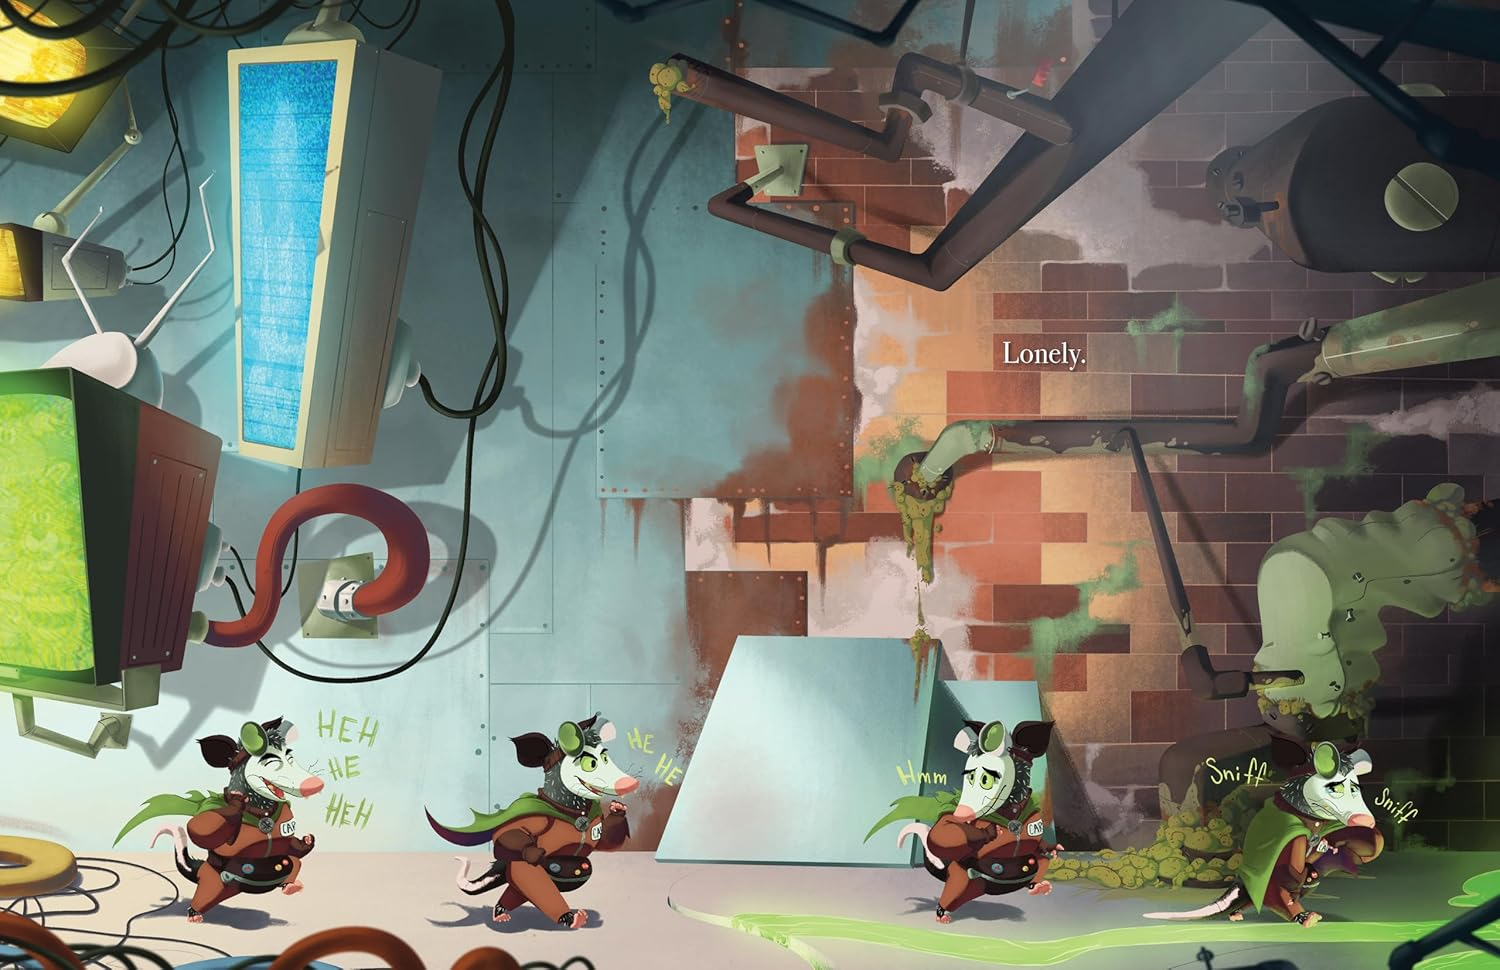 Lonely.
HEH
HE
HEH
HE
HE
Hmm
Sniff
Sniff